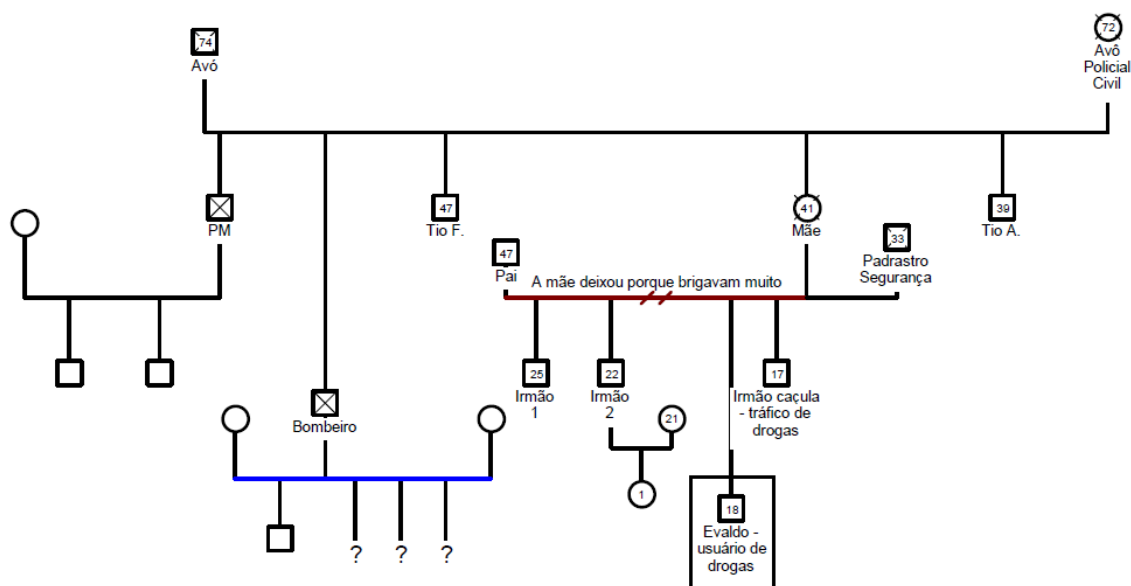 74
Avó
72
Avô
Policial
Civil
PM
47
Tio F.
41
Mãe
39
Tio A.
47
Pai
33
Padrastro
Segurança
A mãe deixou porque brigavam muito
25
Irmão
1
22
Irmão
2
17
Irmão caçula
- tráfico de
drogas
Bombeiro
21
1
18
Evaldo -
usuário de
drogas
?
?
?